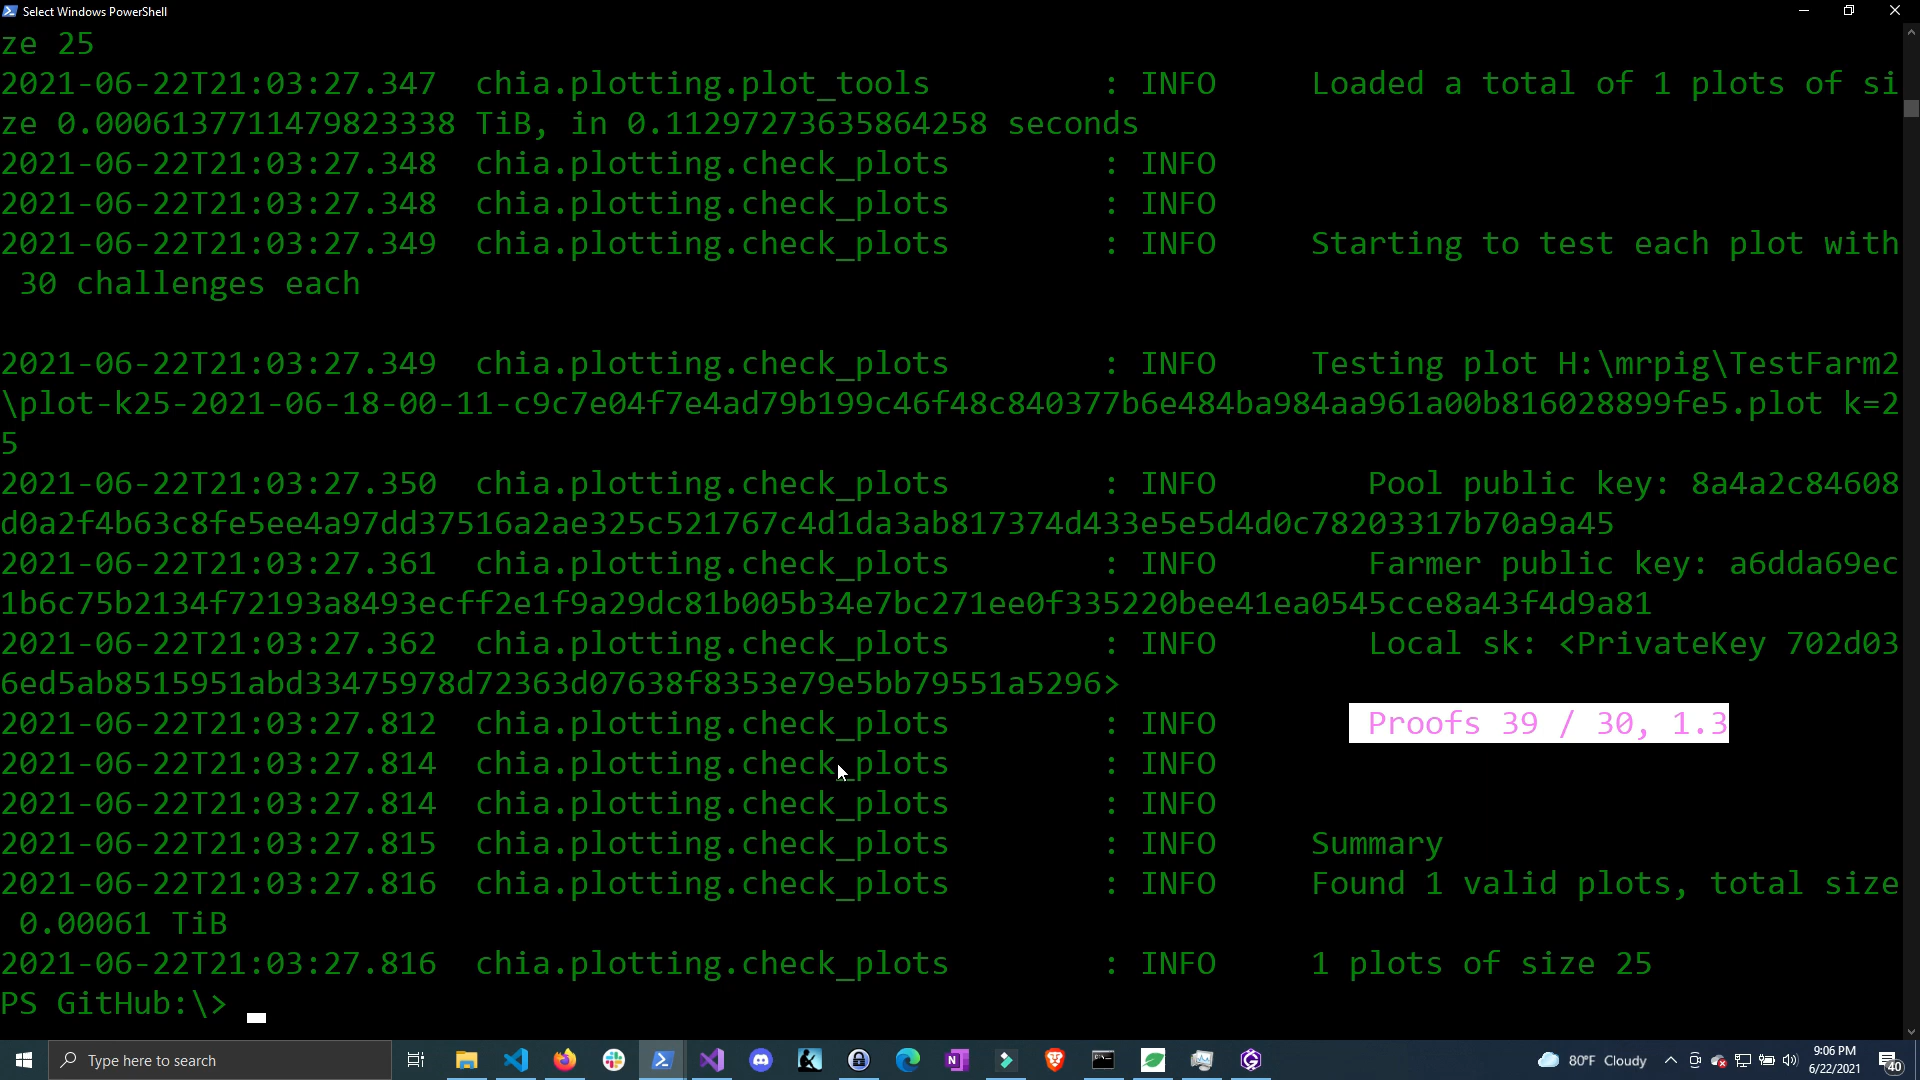 Select Windows PowerShell
ze 25
2021-06-22T21:03:27.347  chia.plotting.plot_tools        : INFO     Loaded a total of 1 plots of si
ze 0.0006137711479823338 TiB, in 0.11297273635864258 seconds
2021-06-22T21:03:27.348  chia.plotting.check_plots        : INFO
2021-06-22T21:03:27.348  chia.plotting.check_plots        : INFO
2021-06-22T21:03:27.349  chia.plotting.check_plots        : INFO     Starting to test each plot with
 30 challenges each
2021-06-22T21:03:27.349  chia.plotting.check_plots        : INFO     Testing plot H:\mrpig\TestFarm2
\plot-k25-2021-06-18-00-11-c9c7e04f7e4ad79b199c46f48c840377b6e484ba984aa961a00b816028899fe5.plot k=2
5
2021-06-22T21:03:27.350  chia.plotting.check_plots        : INFO        Pool public key: 8a4a2c84608
d0a2f4b63c8fe5ee4a97dd37516a2ae325c521767c4d1da3ab817374d433e5e5d4d0c78203317b70a9a45
2021-06-22T21:03:27.361  chia.plotting.check_plots        : INFO        Farmer public key: a6dda69ec
1b6c75b2134f72193a8493ecff2e1f9a29dc81b005b34e7bc271ee0f335220bee41ea0545cce8a43f4d9a81
2021-06-22T21:03:27.362  chia.plotting.check_plots        : INFO        Local sk: <PrivateKey 702d03
6ed5ab8515951abd33475978d72363d07638f8353e79e5bb79551a5296>
2021-06-22T21:03:27.812  chia.plotting.check_plots        : INFO        Proofs 39 / 30, 1.3
2021-06-22T21:03:27.814  chia.plotting.check_plots        : INFO
2021-06-22T21:03:27.814  chia.plotting.check_plots        : INFO
2021-06-22T21:03:27.815  chia.plotting.check_plots        : INFO     Summary
2021-06-22T21:03:27.816  chia.plotting.check_plots        : INFO     Found 1 valid plots, total size
 0.00061 TiB
2021-06-22T21:03:27.816  chia.plotting.check_plots        : INFO     1 plots of size 25
PS GitHub:\>
Type here to search
80°F Cloudy
9:06 PM
6/22/2021
40